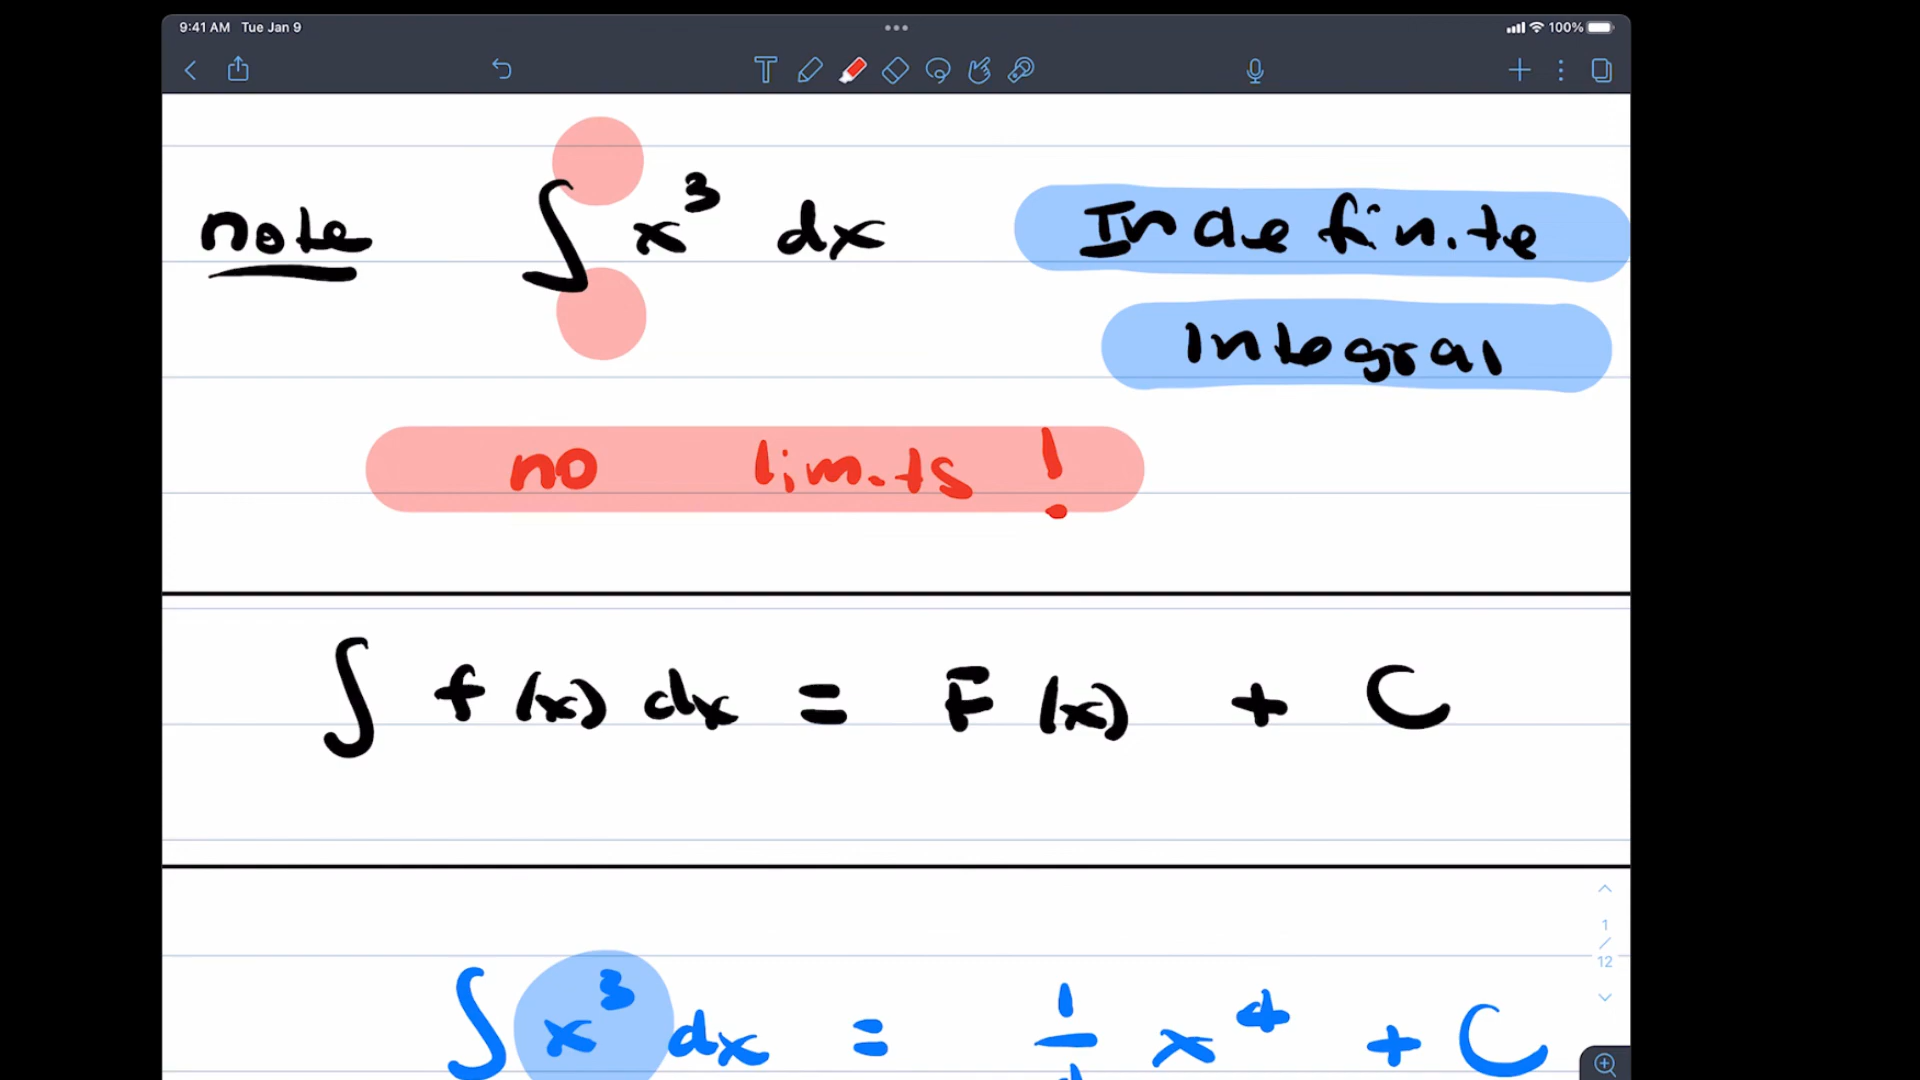 9:41 AM Tue Jan 9 100%
note ∫ x³ dx Indefinite
Integral
no limits!
∫ f(x) dx = F(x) + C
1
/
12
∫ x³ dx = 1/4 x⁴ + C